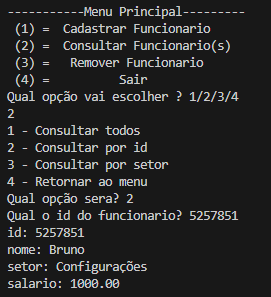 -----------Menu Principal---------
(1) =  Cadastrar Funcionario
(2) =  Consultar Funcionario(s)
(3) =   Remover Funcionario
(4) =          Sair
Qual opção vai escolher ? 1/2/3/4
2
1 - Consultar todos
2 - Consultar por id
3 - Consultar por setor
4 - Retornar ao menu
Qual opção sera? 2
Qual o id do funcionario? 5257851
id: 5257851
nome: Bruno
setor: Configurações
salario: 1000.00